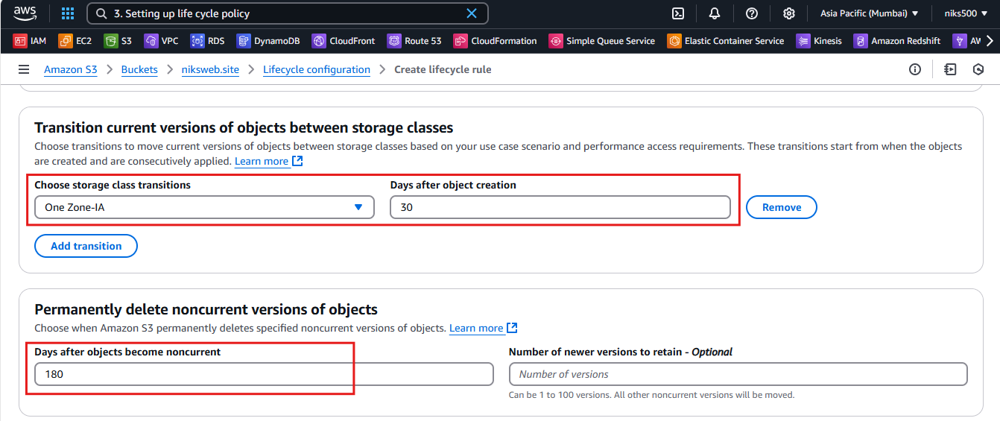 aws
3. Setting up life cycle policy
Asia Pacific (Mumbai)
niks500
IAM EC2 S3 VPC RDS DynamoDB CloudFront Route 53 CloudFormation Simple Queue Service Elastic Container Service Kinesis Amazon Redshift AW
Amazon S3 > Buckets > niksweb.site > Lifecycle configuration > Create lifecycle rule
Transition current versions of objects between storage classes
Choose transitions to move current versions of objects between storage classes based on your use case scenario and performance access requirements. These transitions start from when the objects
are created and are consecutively applied. Learn more
Choose storage class transitions Days after object creation
One Zone-IA 30 Remove
Add transition
Permanently delete noncurrent versions of objects
Choose when Amazon S3 permanently deletes specified noncurrent versions of objects. Learn more
Days after objects become noncurrent Number of newer versions to retain - Optional
180 Number of versions
Can be 1 to 100 versions. All other noncurrent versions will be moved.